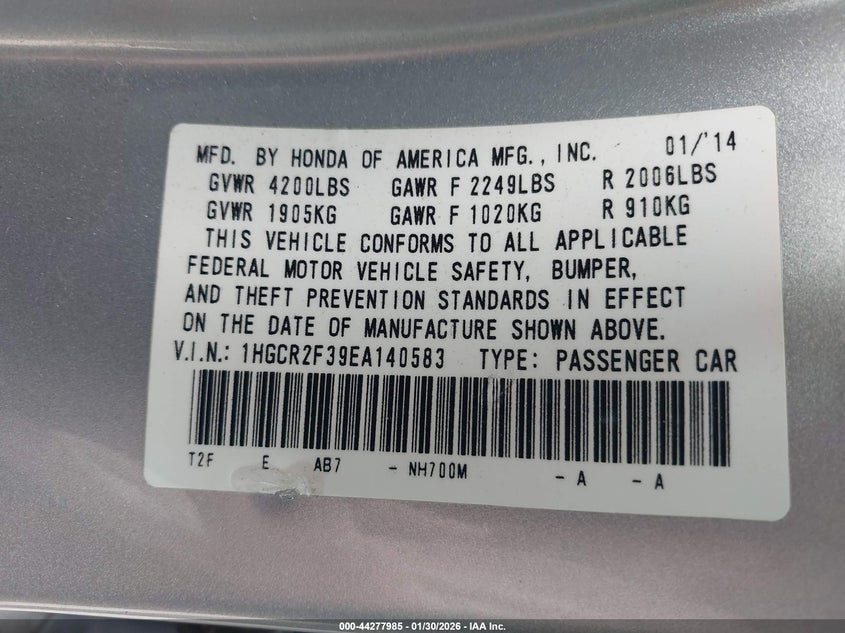 MFD. BY HONDA OF AMERICA MFG., INC. 01/'14
GVWR 4200LBS GAWR F 2249LBS R 2006LBS
GVWR 1905KG GAWR F 1020KG R 910KG
THIS VEHICLE CONFORMS TO ALL APPLICABLE
FEDERAL MOTOR VEHICLE SAFETY, BUMPER,
AND THEFT PREVENTION STANDARDS IN EFFECT
ON THE DATE OF MANUFACTURE SHOWN ABOVE.
V.I.N.: 1HGCR2F39EA140583 TYPE: PASSENGER CAR
T2F E AB7 - NH700M - A - A
000-44277985 - 01/30/2026 - IAA Inc.